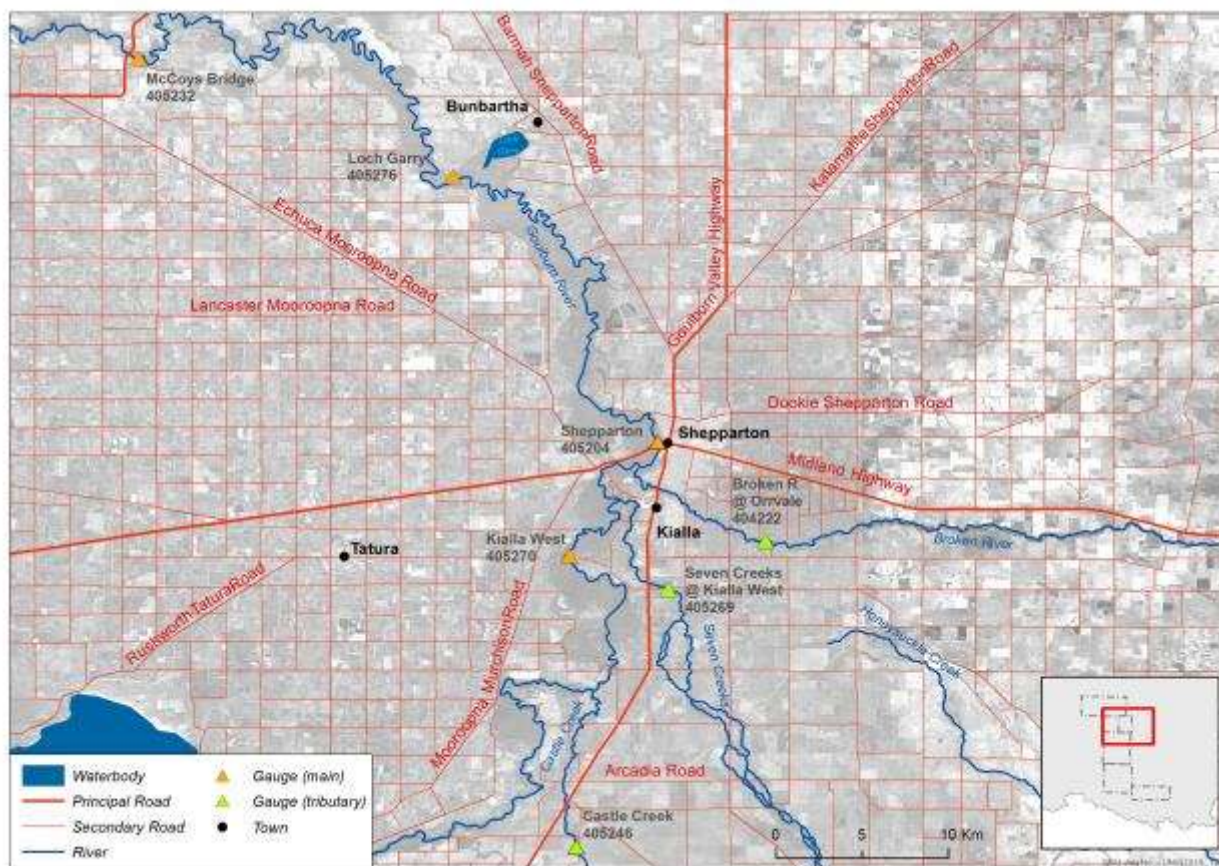 McCoys Bridge
405232
Bunbartha
Barmah Shepparton Road
Katamatite Shepparton Road
Loch Garry
405276
Echuca Mooroopna Road
Goulburn River
Goulborn Valley Highway
Lancaster Mooroopna Road
Dookie Shepparton Road
Shepparton
405204
Shepparton
Midland Highway
Broken R
@ Orrvale
404222
Broken River
Kialla
Kialla West
405270
Tatura
Seven Creeks
@ Kialla West
405269
Honeysuckle Creek
Rushworth Tatura Road
Mooroopna Murchison Road
Seven Creeks
Castle Creek
Arcadia Road
Castle Creek
405246
Waterbody
Principal Road
Secondary Road
River
Gauge (main)
Gauge (tributary)
Town
0 5 10 Km